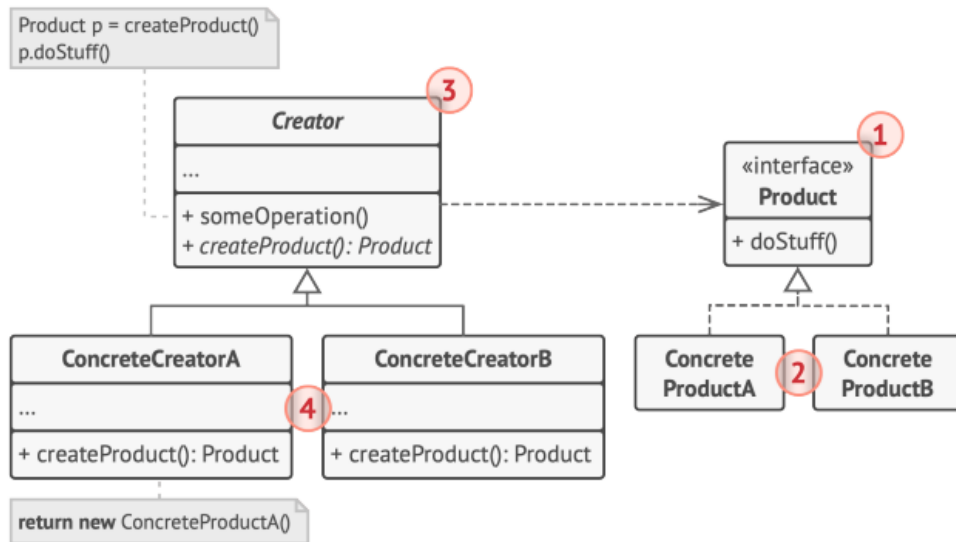 Product p = createProduct()
p.doStuff()
3
Creator
...
+ someOperation()
+ createProduct(): Product
1
«interface»
Product
+ doStuff()
ConcreteCreatorA
...
+ createProduct(): Product
4
ConcreteCreatorB
...
+ createProduct(): Product
Concrete
ProductA
2
Concrete
ProductB
return new ConcreteProductA()